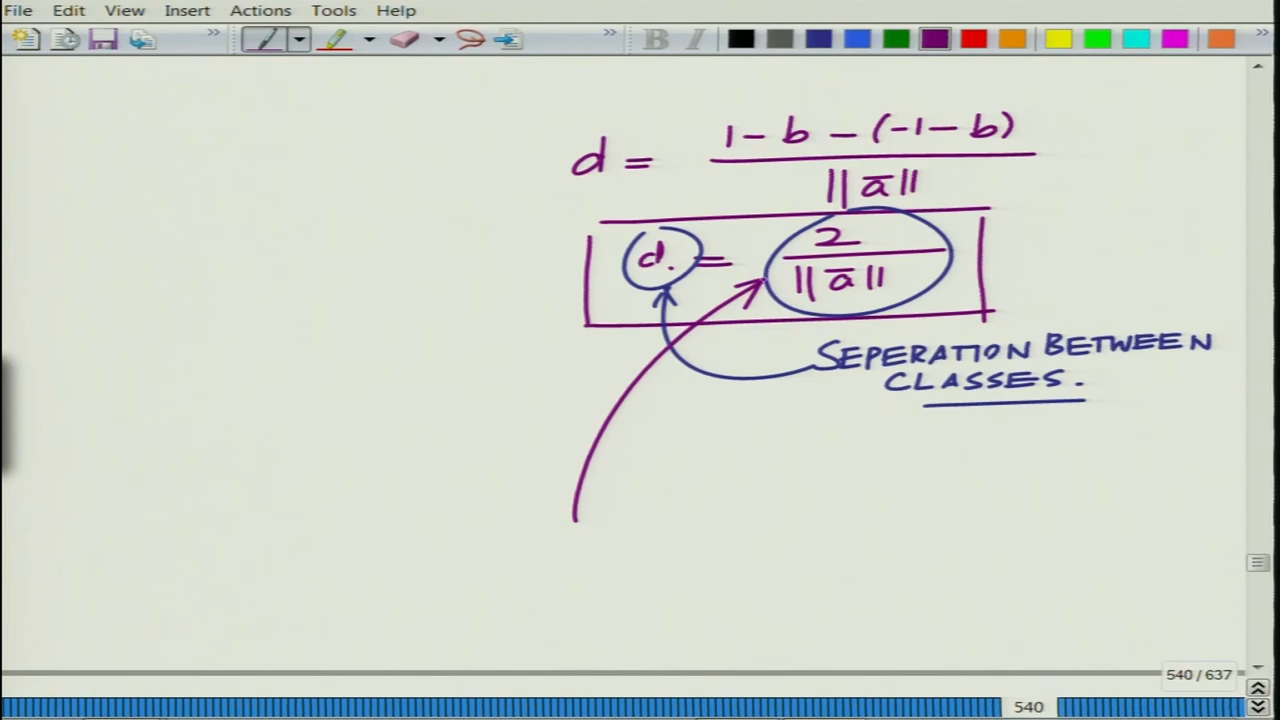 File Edit View Insert Actions Tools Help
B I
d = 1 - b - (-1 - b) / ||a̅||
d. = 2 / ||a̅||
SEPERATION BETWEEN
CLASSES.
540 / 637
540